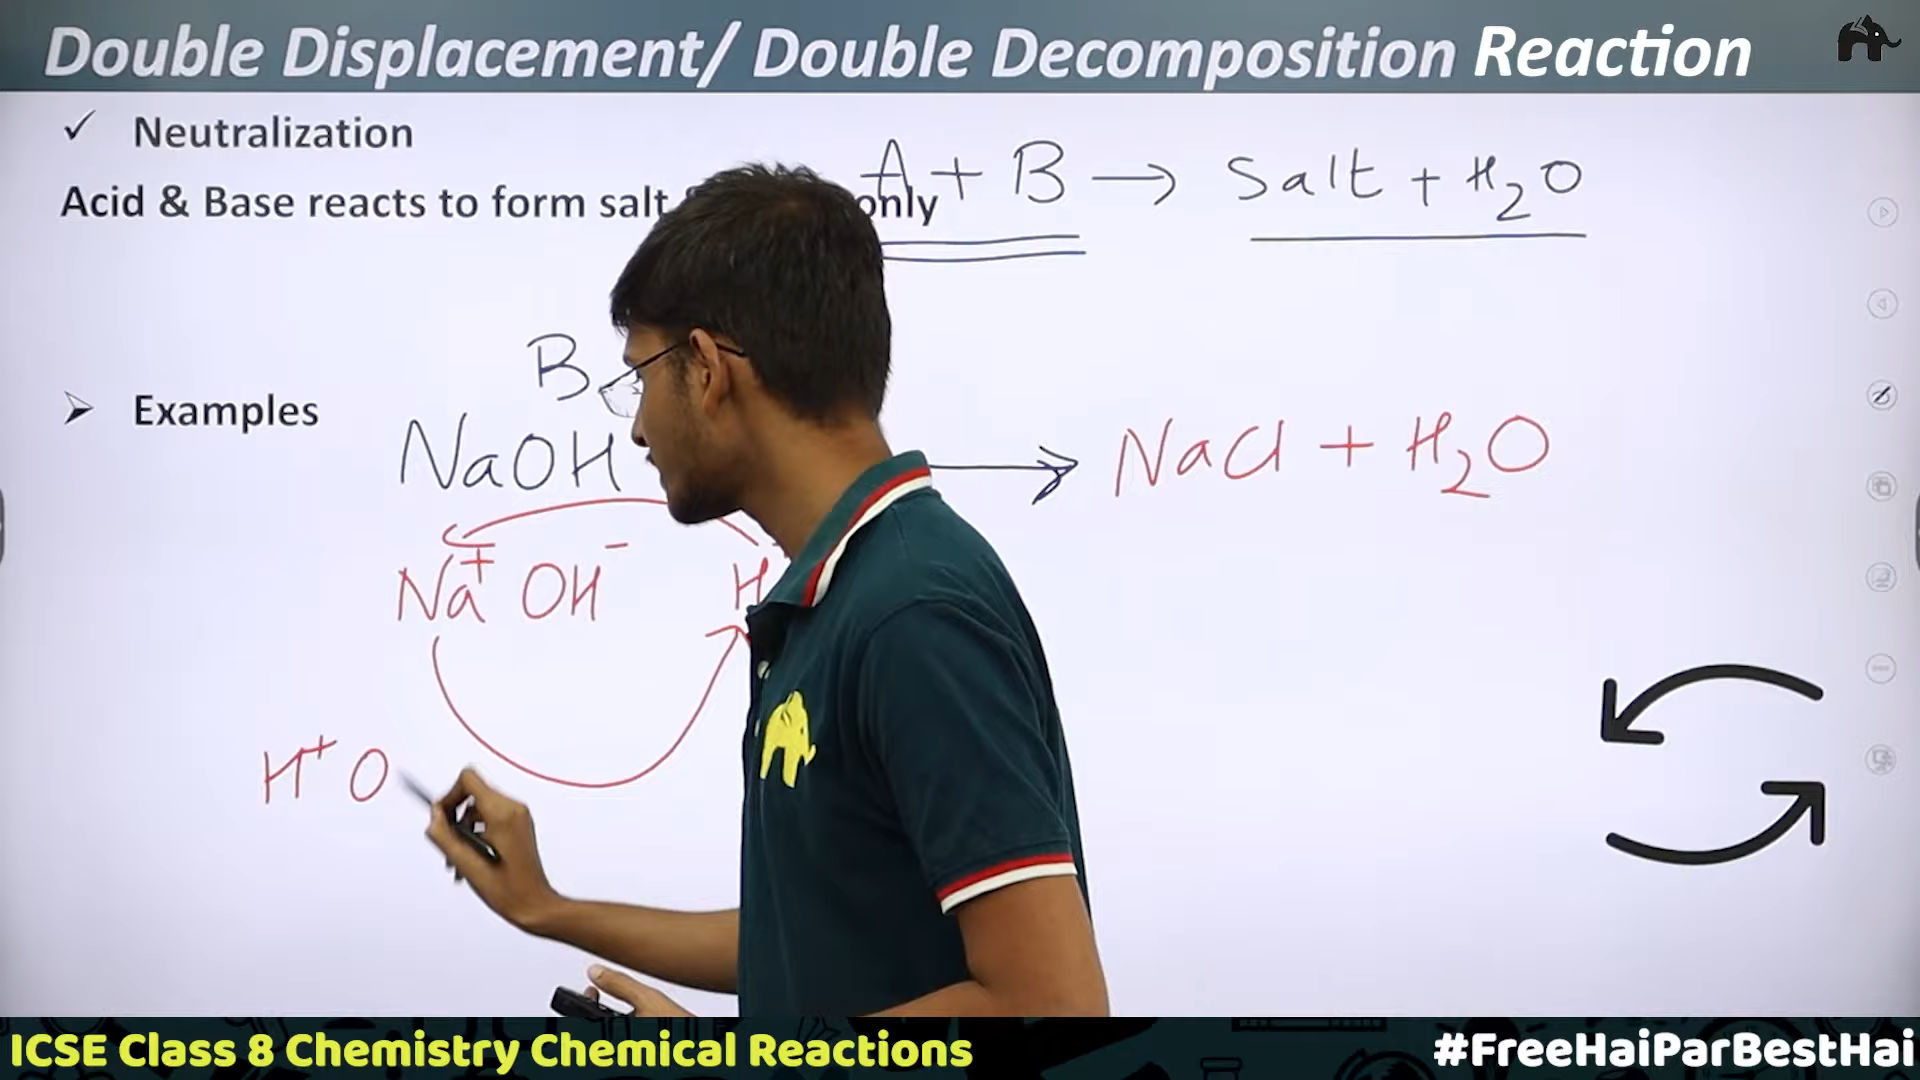 Double Displacement/ Double Decomposition Reaction
✓ Neutralization
A + B → Salt + H₂O
Acid & Base reacts to form salt only
B
➢ Examples
NaOH → NaCl + H₂O
Na⁺ OH⁻ H
H⁺ O
ICSE Class 8 Chemistry Chemical Reactions
#FreeHaiParBestHai